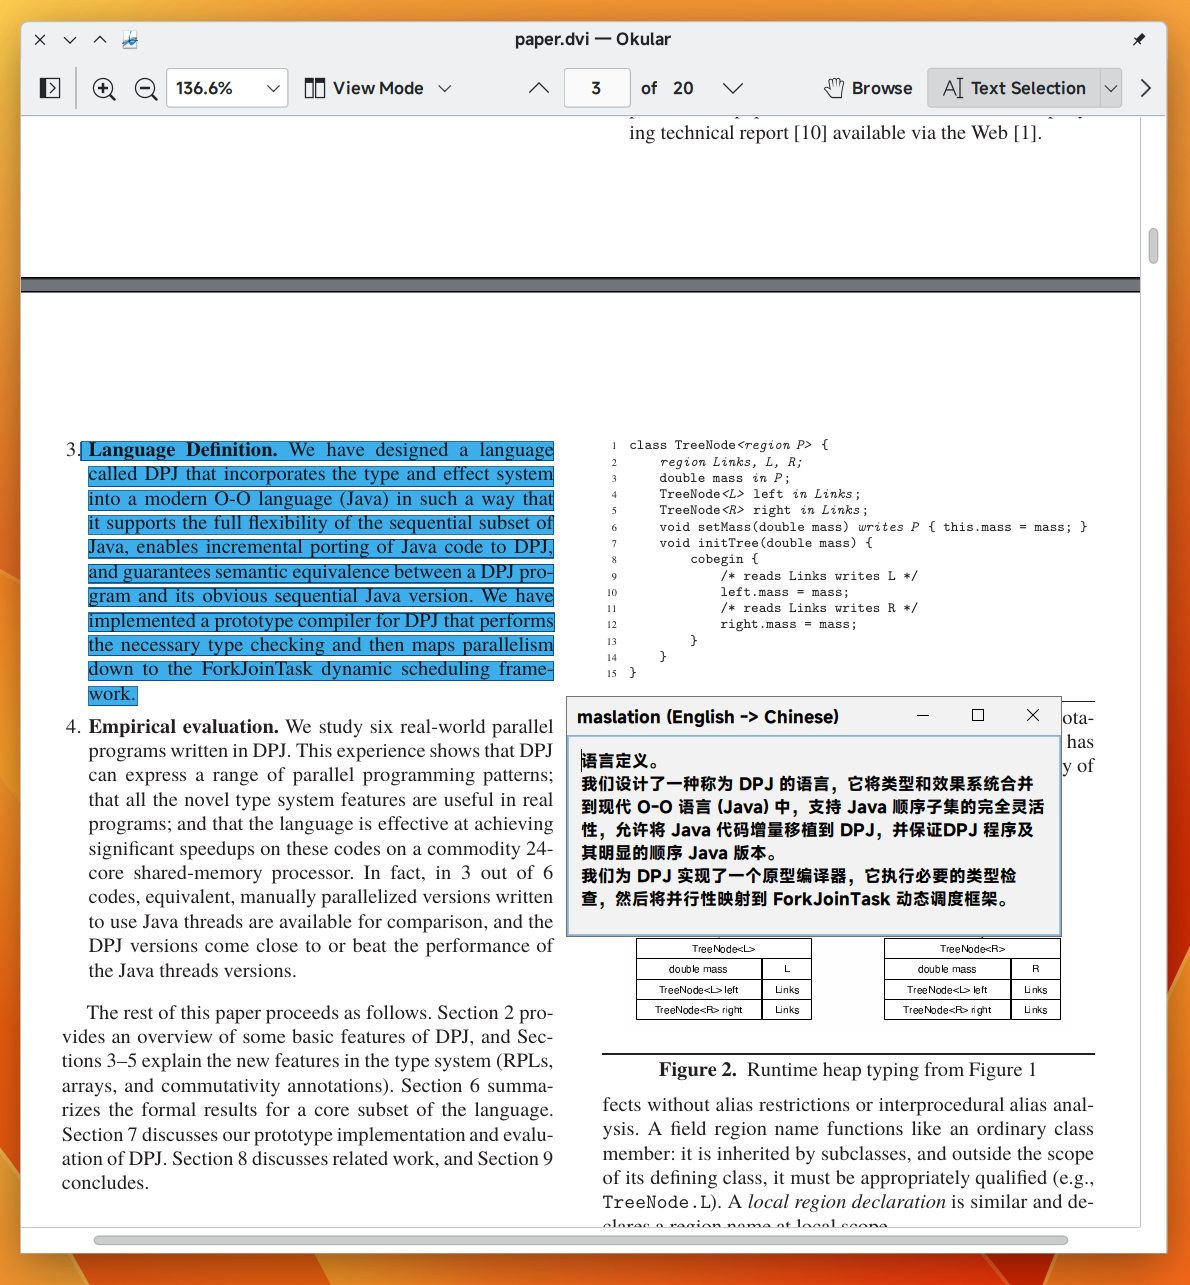 paper.dvi — Okular
136.6%
View Mode
3 of 20
Browse
Text Selection
ing technical report [10] available via the Web [1].
3. Language Definition. We have designed a language
called DPJ that incorporates the type and effect system
into a modern O-O language (Java) in such a way that
it supports the full flexibility of the sequential subset of
Java, enables incremental porting of Java code to DPJ,
and guarantees semantic equivalence between a DPJ pro-
gram and its obvious sequential Java version. We have
implemented a prototype compiler for DPJ that performs
the necessary type checking and then maps parallelism
down to the ForkJoinTask dynamic scheduling frame-
work.
4. Empirical evaluation. We study six real-world parallel
programs written in DPJ. This experience shows that DPJ
can express a range of parallel programming patterns;
that all the novel type system features are useful in real
programs; and that the language is effective at achieving
significant speedups on these codes on a commodity 24-
core shared-memory processor. In fact, in 3 out of 6
codes, equivalent, manually parallelized versions written
to use Java threads are available for comparison, and the
DPJ versions come close to or beat the performance of
the Java threads versions.
The rest of this paper proceeds as follows. Section 2 pro-
vides an overview of some basic features of DPJ, and Sec-
tions 3–5 explain the new features in the type system (RPLs,
arrays, and commutativity annotations). Section 6 summa-
rizes the formal results for a core subset of the language.
Section 7 discusses our prototype implementation and evalu-
ation of DPJ. Section 8 discusses related work, and Section 9
concludes.
1 class TreeNode<region P> {
2 region Links, L, R;
3 double mass in P;
4 TreeNode<L> left in Links;
5 TreeNode<R> right in Links;
6 void setMass(double mass) writes P { this.mass = mass; }
7 void initTree(double mass) {
8 cobegin {
9 /* reads Links writes L */
10 left.mass = mass;
11 /* reads Links writes R */
12 right.mass = mass;
13 }
14 }
15 }
ota-
has
y of
maslation (English -> Chinese)
语言定义。
我们设计了一种称为 DPJ 的语言，它将类型和效果系统合并
到现代 O-O 语言 (Java) 中，支持 Java 顺序子集的完全灵活
性，允许将 Java 代码增量移植到 DPJ，并保证DPJ 程序及
其明显的顺序 Java 版本。
我们为 DPJ 实现了一个原型编译器，它执行必要的类型检
查，然后将并行性映射到 ForkJoinTask 动态调度框架。
TreeNode<L>
double mass L
TreeNode<L> left Links
TreeNode<R> right Links
TreeNode<R>
double mass R
TreeNode<L> left Links
TreeNode<R> right Links
Figure 2. Runtime heap typing from Figure 1
fects without alias restrictions or interprocedural alias anal-
ysis. A field region name functions like an ordinary class
member: it is inherited by subclasses, and outside the scope
of its defining class, it must be appropriately qualified (e.g.,
TreeNode.L). A local region declaration is similar and de-
clares a region name at local scope.